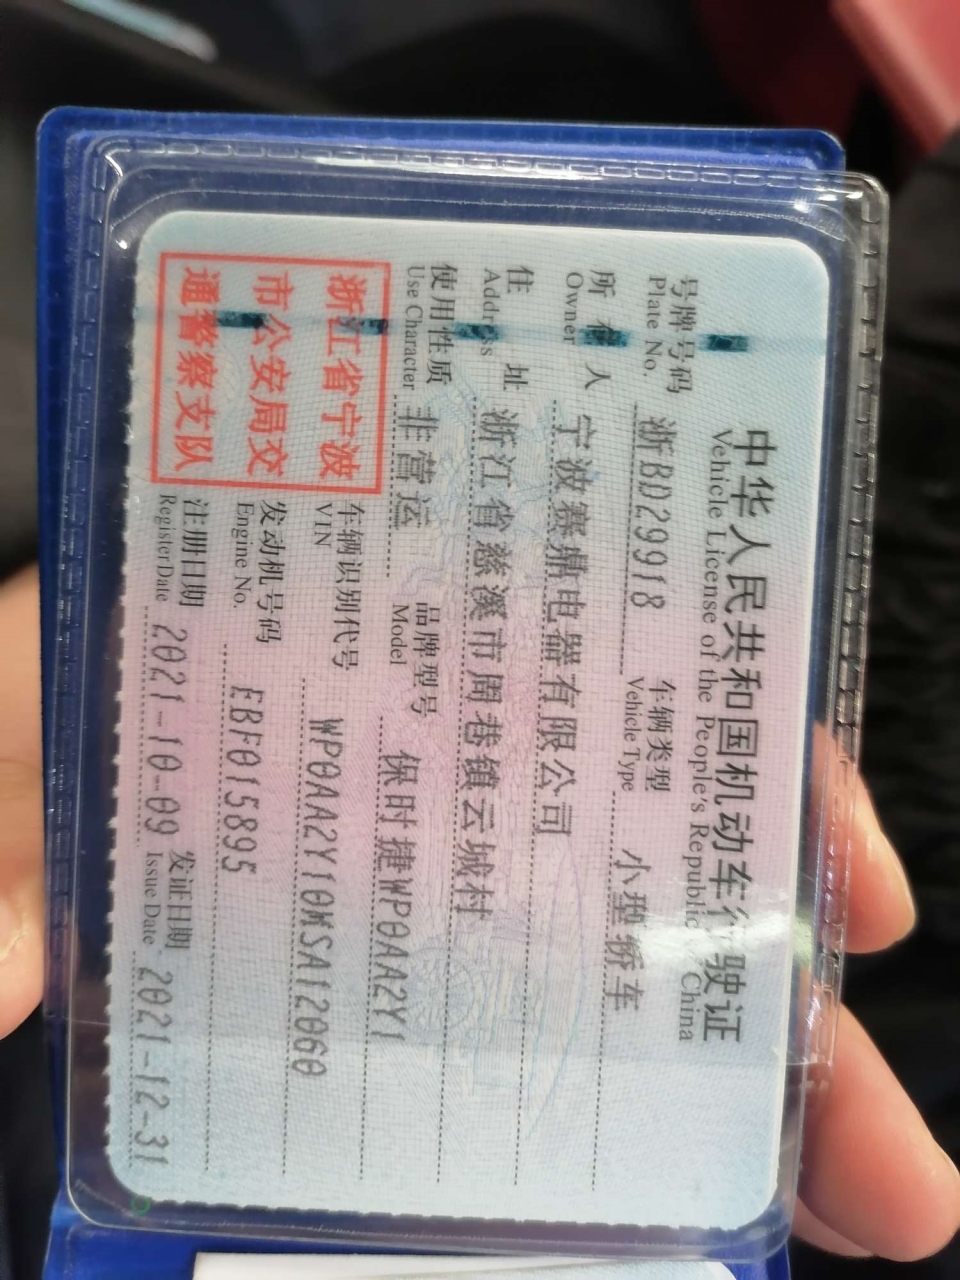 中华人民共和国机动车行驶证
Vehicle License of the People's Republic China
号牌号码 浙BD29918 车辆类型 小型轿车
Plate No. Vehicle Type
所 人 宁波赛鼎电器有限公司
Owner
住 址 浙江省慈溪市周巷镇云城村
Address
使用性质 非营运 品牌型号 保时捷WP0AA2Y1
Use Character Model
浙江省宁波
市公安局交
通警察支队
车辆识别代号 WP0AA2Y10MSA12060
VIN
发动机号码 EBF015895
Engine No.
注册日期 2021-10-09 发证日期 2021-12-31
Register Date Issue Date